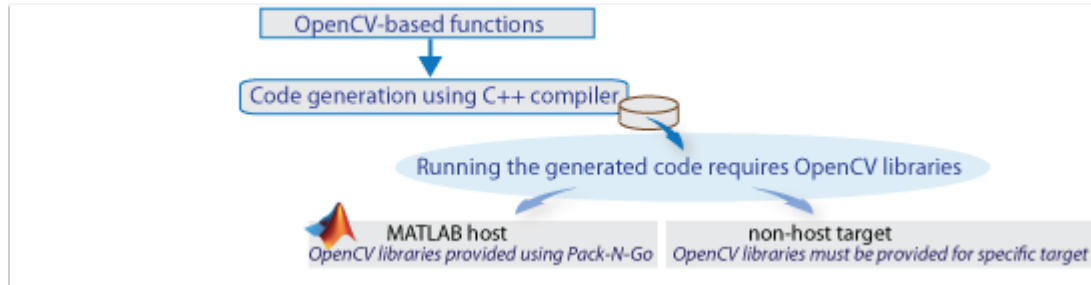 OpenCV-based functions
Code generation using C++ compiler
Running the generated code requires OpenCV libraries
MATLAB host
OpenCV libraries provided using Pack-N-Go
non-host target
OpenCV libraries must be provided for specific target